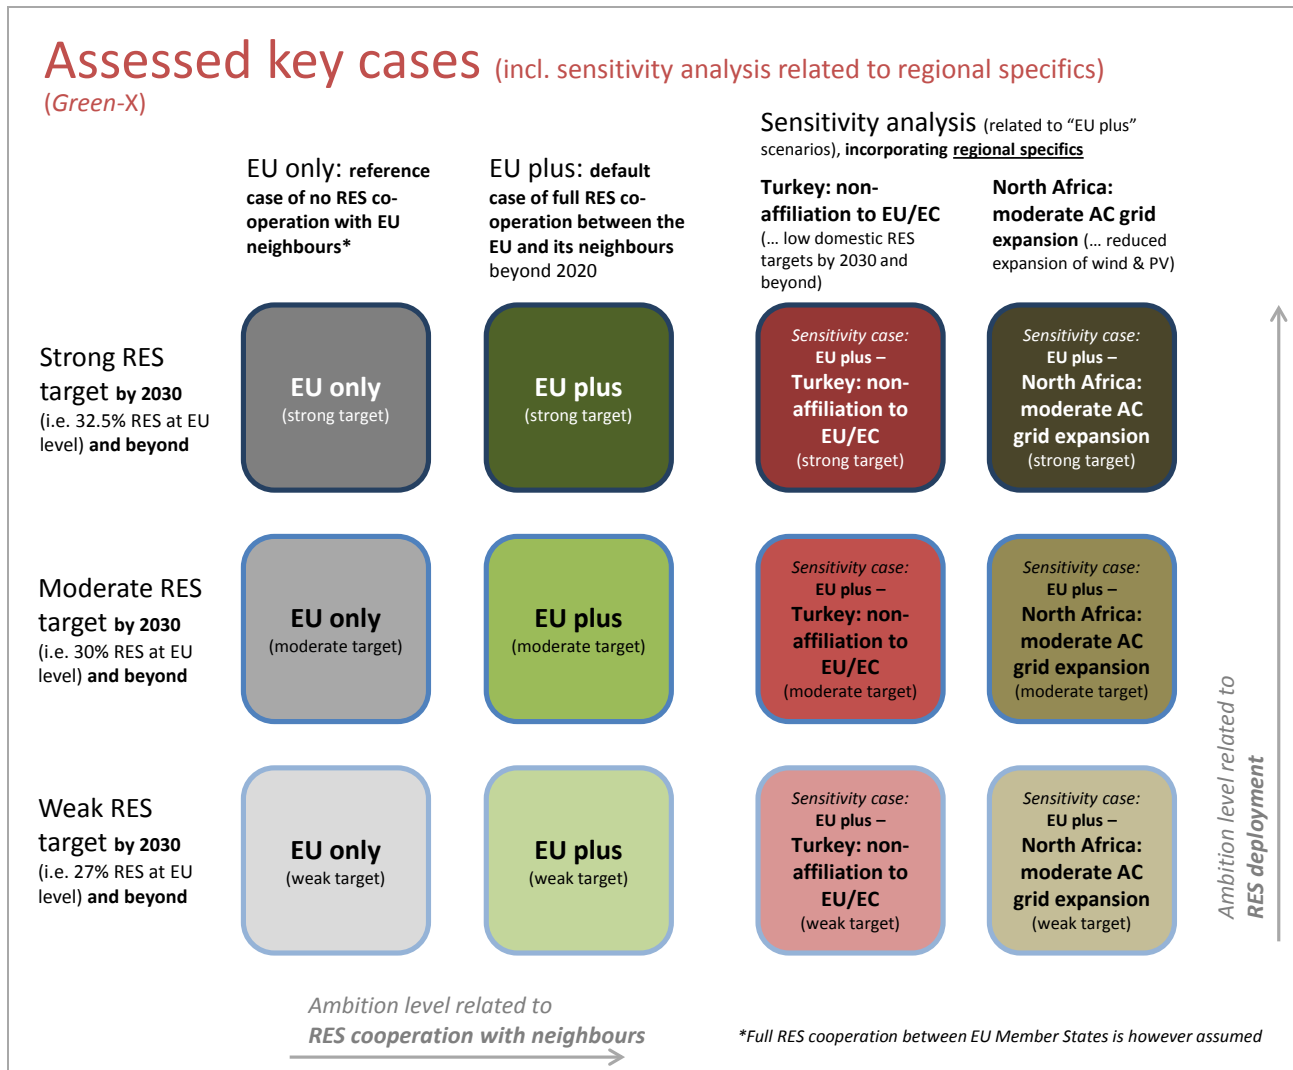 Assessed key cases (incl. sensitivity analysis related to regional specifics)
(Green-X)
EU only: reference
case of no RES co-
operation with EU
neighbours*
EU plus: default
case of full RES co-
operation between the
EU and its neighbours
beyond 2020
Sensitivity analysis (related to “EU plus”
scenarios), incorporating regional specifics
Turkey: non-
affiliation to EU/EC
(… low domestic RES
targets by 2030 and
beyond)
North Africa:
moderate AC grid
expansion (… reduced
expansion of wind & PV)
Strong RES
target by 2030
(i.e. 32.5% RES at EU
level) and beyond
EU only
(strong target)
EU plus
(strong target)
Sensitivity case:
EU plus –
Turkey: non-
affiliation to
EU/EC
(strong target)
Sensitivity case:
EU plus –
North Africa:
moderate AC
grid expansion
(strong target)
Moderate RES
target by 2030
(i.e. 30% RES at EU
level) and beyond
EU only
(moderate target)
EU plus
(moderate target)
Sensitivity case:
EU plus –
Turkey: non-
affiliation to
EU/EC
(moderate target)
Sensitivity case:
EU plus –
North Africa:
moderate AC
grid expansion
(moderate target)
Weak RES
target by 2030
(i.e. 27% RES at EU
level) and beyond
EU only
(weak target)
EU plus
(weak target)
Sensitivity case:
EU plus –
Turkey: non-
affiliation to
EU/EC
(weak target)
Sensitivity case:
EU plus –
North Africa:
moderate AC
grid expansion
(weak target)
Ambition level related to
RES deployment
Ambition level related to
RES cooperation with neighbours
*Full RES cooperation between EU Member States is however assumed